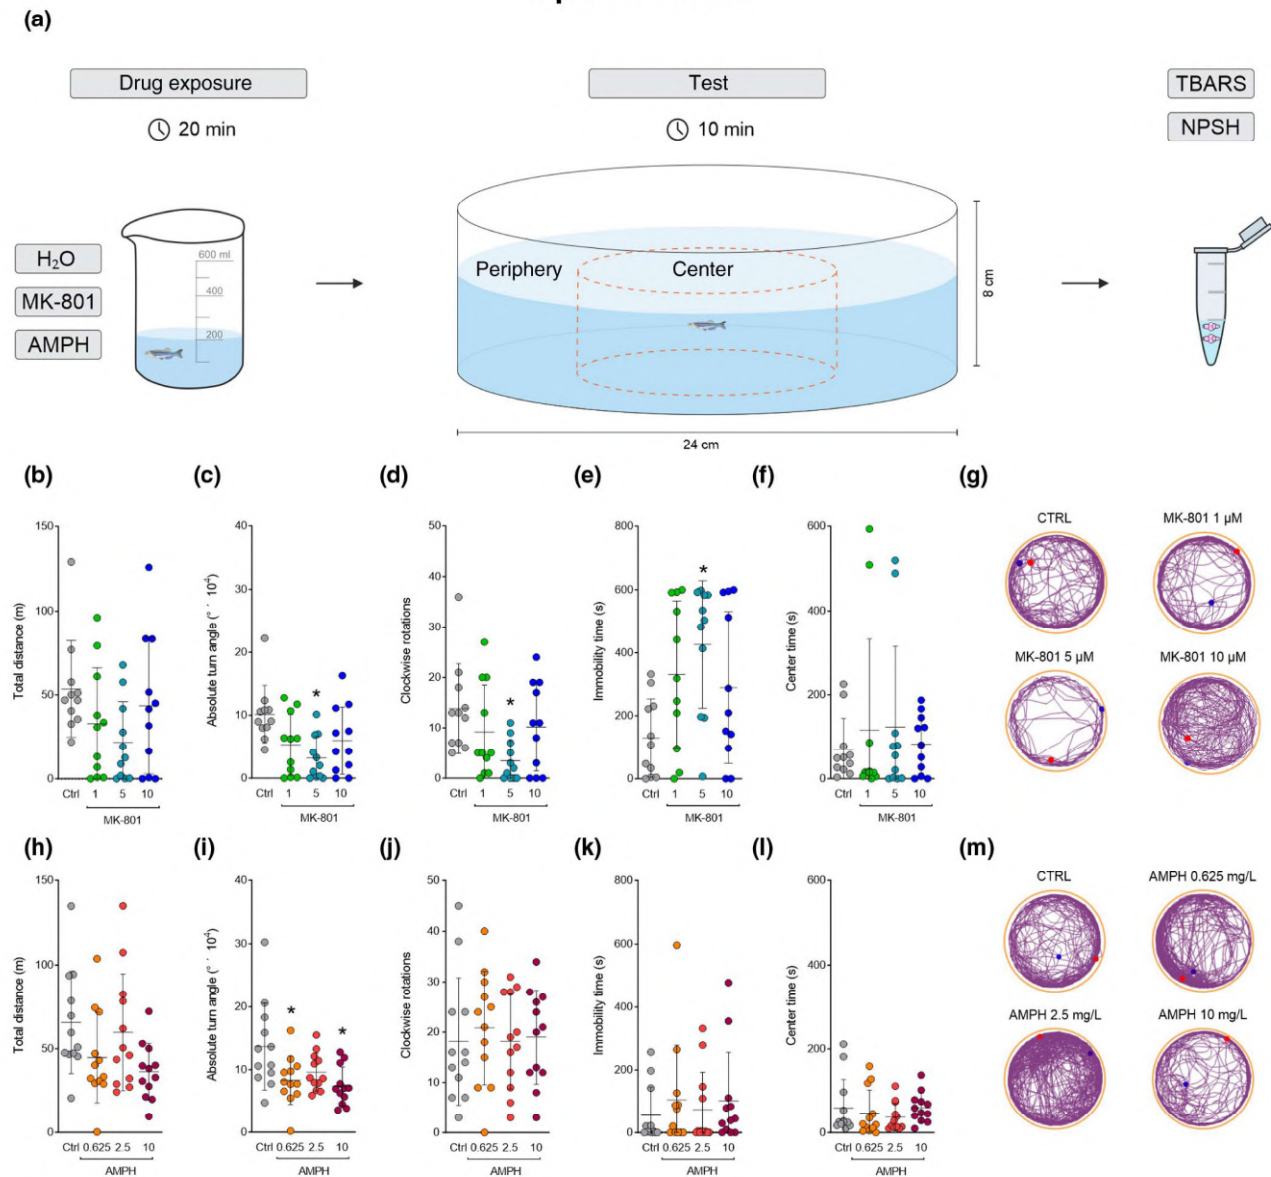 (a)
Drug exposure
Test
TBARS
20 min
10 min
NPSH
H₂O
MK-801
AMPH
600 ml
400
200
Periphery
Center
8 cm
24 cm
(b)
(c)
(d)
(e)
(f)
(g)
Total distance (m)
150
100
50
0
Ctrl
1
5
10
MK-801
Absolute turn angle (° ˙ 10⁴)
40
30
20
10
0
*
Ctrl
1
5
10
MK-801
Clockwise rotations
50
40
30
20
10
0
*
Ctrl
1
5
10
MK-801
Immobility time (s)
800
600
400
200
0
*
Ctrl
1
5
10
MK-801
Center time (s)
600
400
200
0
Ctrl
1
5
10
MK-801
CTRL
MK-801 1 µM
MK-801 5 µM
MK-801 10 µM
(h)
(i)
(j)
(k)
(l)
(m)
Total distance (m)
150
100
50
0
Ctrl
0.625
2.5
10
AMPH
Absolute turn angle (° ˙ 10⁴)
40
30
20
10
0
*
*
Ctrl
0.625
2.5
10
AMPH
Clockwise rotations
50
40
30
20
10
0
Ctrl
0.625
2.5
10
AMPH
Immobility time (s)
800
600
400
200
0
Ctrl
0.625
2.5
10
AMPH
Center time (s)
600
400
200
0
Ctrl
0.625
2.5
10
AMPH
CTRL
AMPH 0.625 mg/L
AMPH 2.5 mg/L
AMPH 10 mg/L